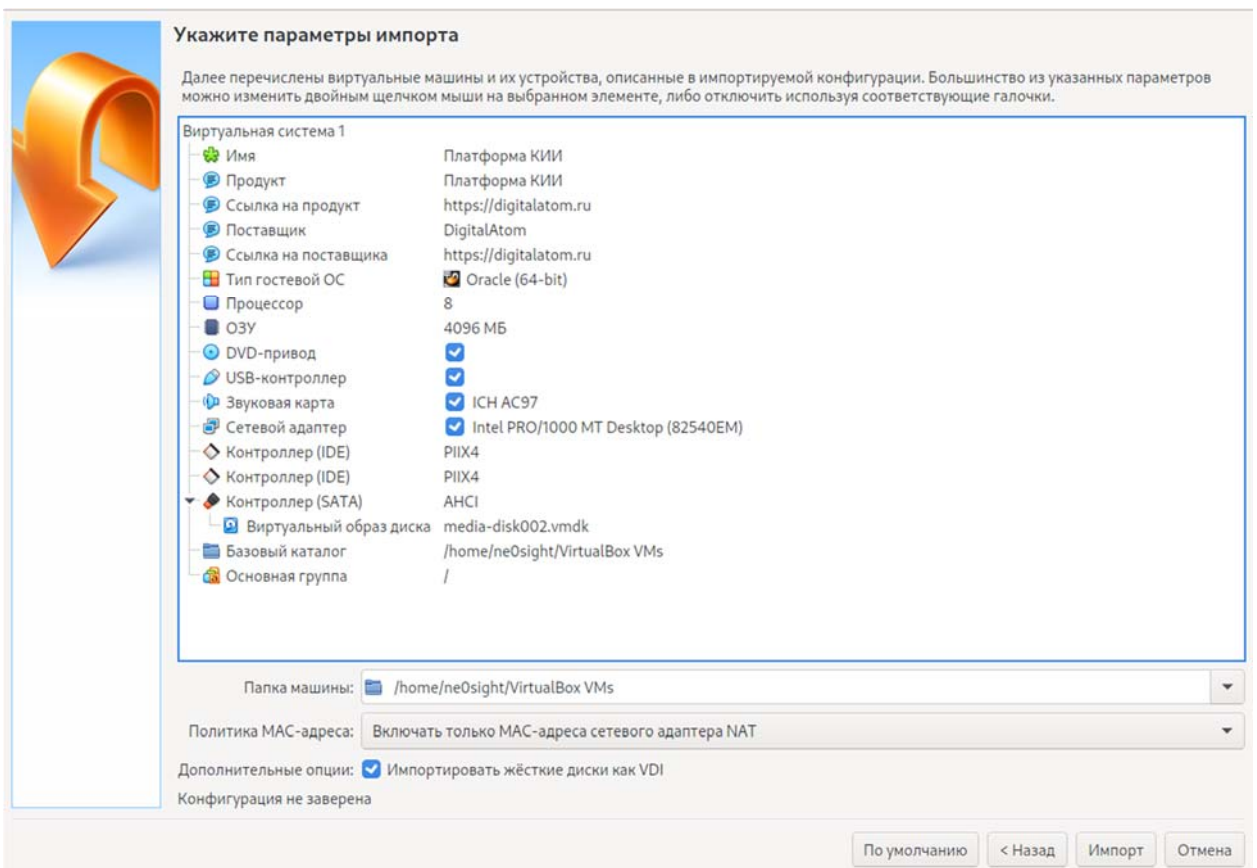 Укажите параметры импорта
Далее перечислены виртуальные машины и их устройства, описанные в импортируемой конфигурации. Большинство из указанных параметров
можно изменить двойным щелчком мыши на выбранном элементе, либо отключить используя соответствующие галочки.
Виртуальная система 1
Имя Платформа КИИ
Продукт Платформа КИИ
Ссылка на продукт https://digitalatom.ru
Поставщик DigitalAtom
Ссылка на поставщика https://digitalatom.ru
Тип гостевой ОС Oracle (64-bit)
Процессор 8
ОЗУ 4096 МБ
DVD-привод
USB-контроллер
Звуковая карта ICH AC97
Сетевой адаптер Intel PRO/1000 MT Desktop (82540EM)
Контроллер (IDE) PIIX4
Контроллер (IDE) PIIX4
Контроллер (SATA) AHCI
Виртуальный образ диска media-disk002.vmdk
Базовый каталог /home/ne0sight/VirtualBox VMs
Основная группа /
Папка машины: /home/ne0sight/VirtualBox VMs
Политика MAC-адреса: Включать только MAC-адреса сетевого адаптера NAT
Дополнительные опции: Импортировать жёсткие диски как VDI
Конфигурация не заверена
По умолчанию < Назад Импорт Отмена